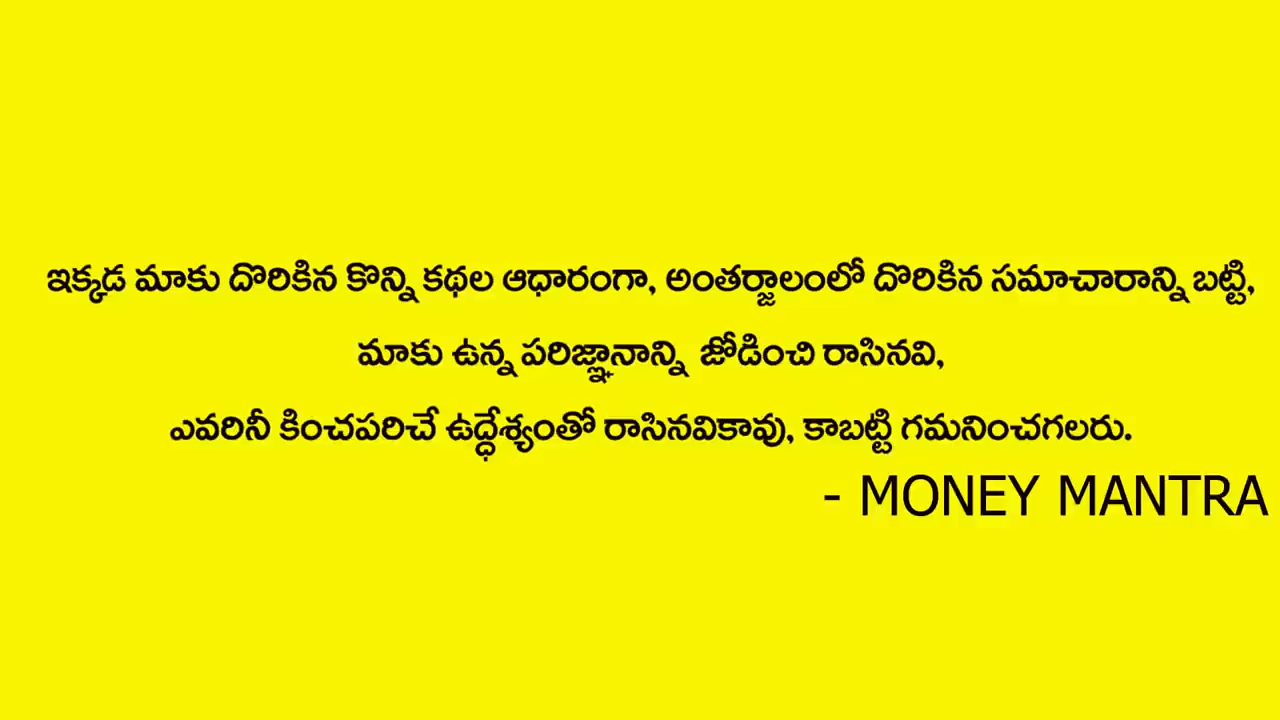 ఇక్కడ మాకు దొరికిన కొన్ని కథల ఆధారంగా, అంతర్జాలంలో దొరికిన సమాచారాన్ని బట్టి,
మాకు ఉన్న పరిజ్ఞానాన్ని జోడించి రాసినవి,
ఎవరినీ కించపరిచే ఉద్ధేశ్యంతో రాసినవికావు, కాబట్టి గమనించగలరు.
- MONEY MANTRA